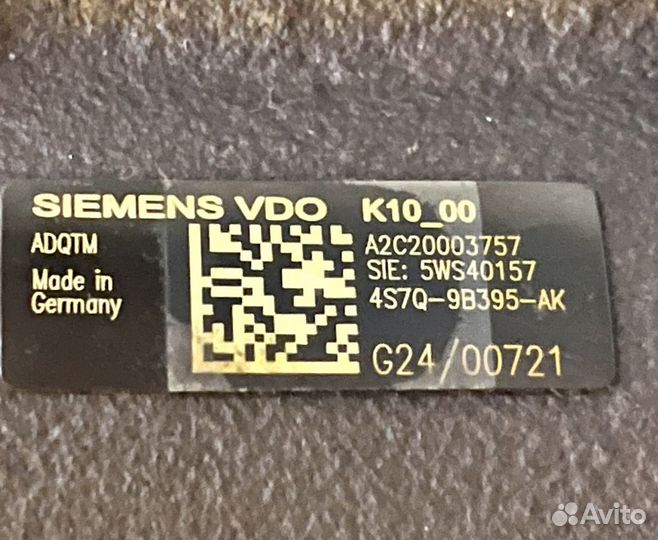 SIEMENS VDO K10_00
ADQTM
Made in
Germany
A2C20003757
SIE: 5WS40157
4S7Q-9B395-AK
G24/00721
Avito